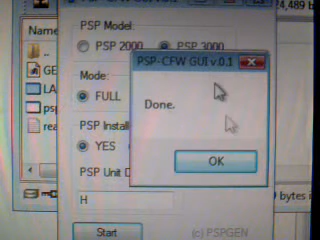 24,489 b
PSP Model:
PSP 2000
PSP 3000
Name
..
GE
LA
psp
rea
Mode:
FULL
PSP-CFW GUI v.0.1
Done.
OK
PSP Install
YES
PSP Unit D
H
Start
(c) PSPGEN
bytes i